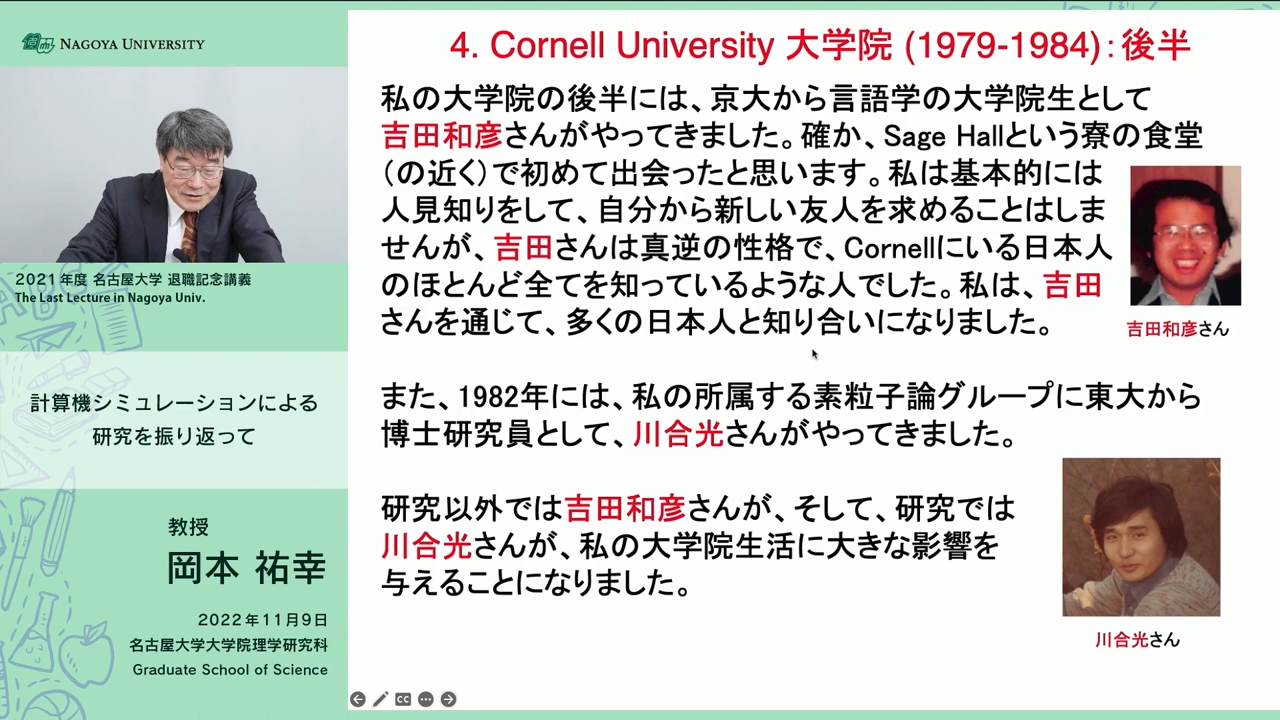 NAGOYA UNIVERSITY
2021年度 名古屋大学 退職記念講義
The Last Lecture in Nagoya Univ.
計算機シミュレーションによる
研究を振り返って
教授
岡本 祐幸
2022年11月9日
名古屋大学大学院理学研究科
Graduate School of Science
4. Cornell University 大学院 (1979-1984)：後半
私の大学院の後半には、京大から言語学の大学院生として
吉田和彦さんがやってきました。確か、Sage Hallという寮の食堂
（の近く）で初めて出会ったと思います。私は基本的には
人見知りをして、自分から新しい友人を求めることはしま
せんが、吉田さんは真逆の性格で、Cornellにいる日本人
のほとんど全てを知っているような人でした。私は、吉田
さんを通じて、多くの日本人と知り合いになりました。
吉田和彦さん
また、1982年には、私の所属する素粒子論グループに東大から
博士研究員として、川合光さんがやってきました。
研究以外では吉田和彦さんが、そして、研究では
川合光さんが、私の大学院生活に大きな影響を
与えることになりました。
川合光さん
CC